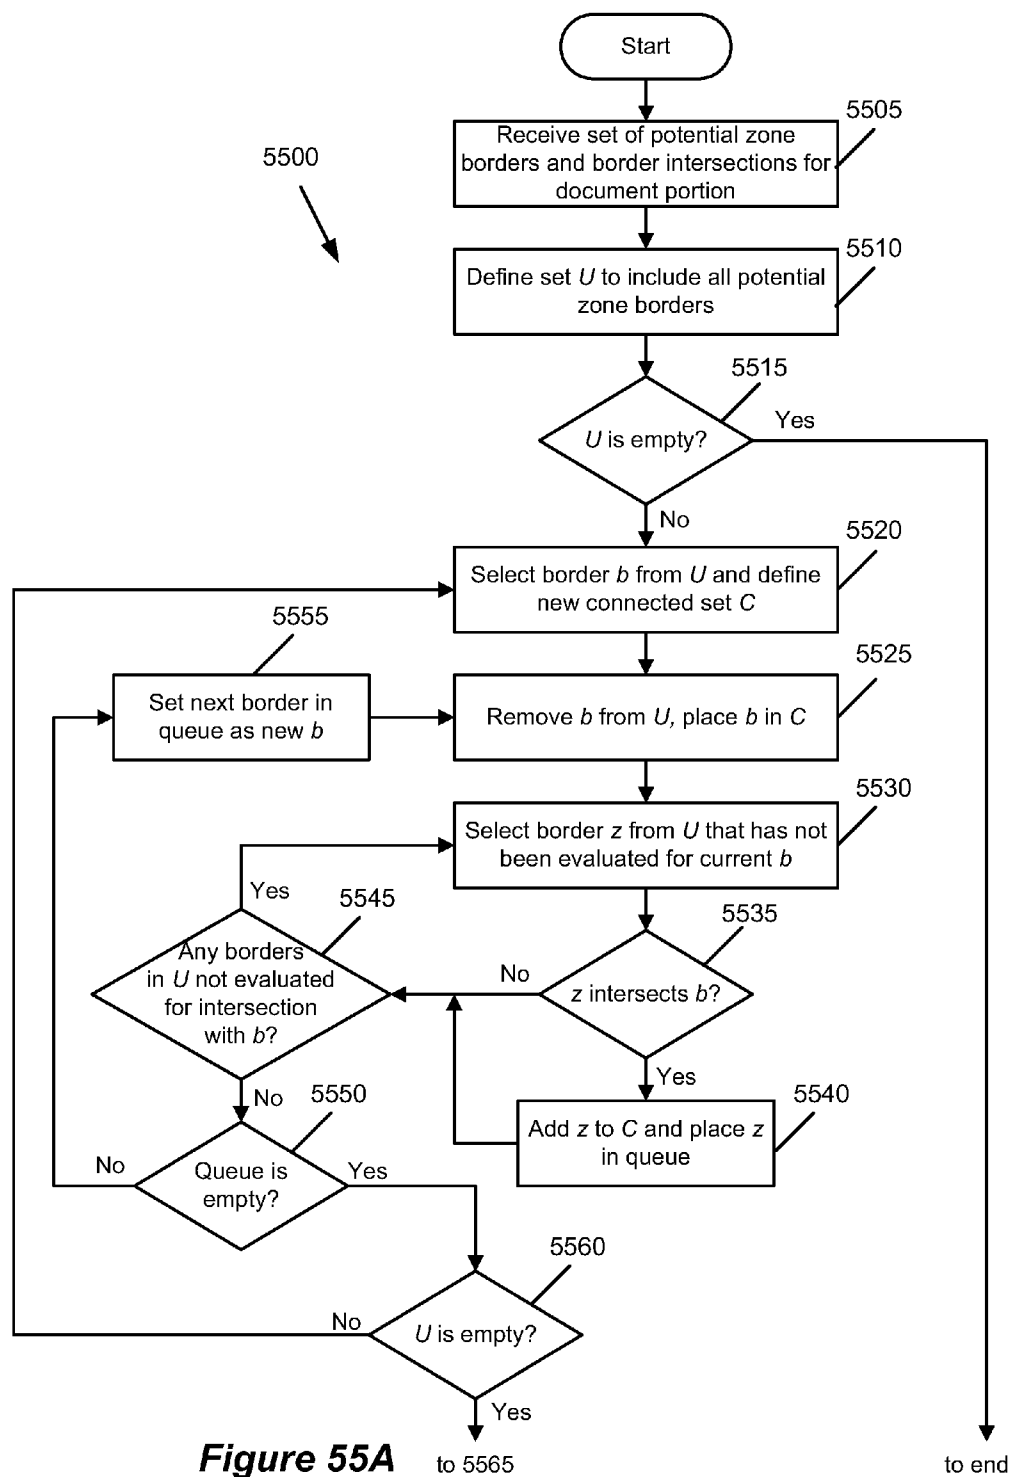 Start
5505
Receive set of potential zone
borders and border intersections for
document portion
5500
5510
Define set U to include all potential
zone borders
5515
U is empty?
Yes
No
5520
Select border b from U and define
new connected set C
5555
Set next border in
queue as new b
5525
Remove b from U, place b in C
5530
Select border z from U that has not
been evaluated for current b
Yes
5545
Any borders
in U not evaluated
for intersection
with b?
5535
No
z intersects b?
Yes
5540
Add z to C and place z
in queue
No
5550
No
Queue is
empty?
Yes
5560
No
U is empty?
Yes
Figure 55A
to 5565
to end